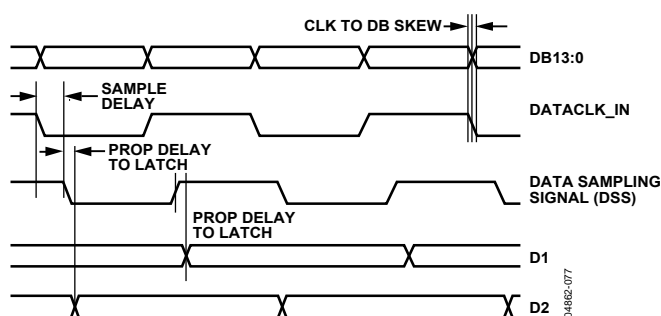 CLK TO DB SKEW
DB13:0
SAMPLE
DELAY
DATACLK_IN
PROP DELAY
TO LATCH
DATA SAMPLING
SIGNAL (DSS)
PROP DELAY
TO LATCH
D1
D2
04862-077